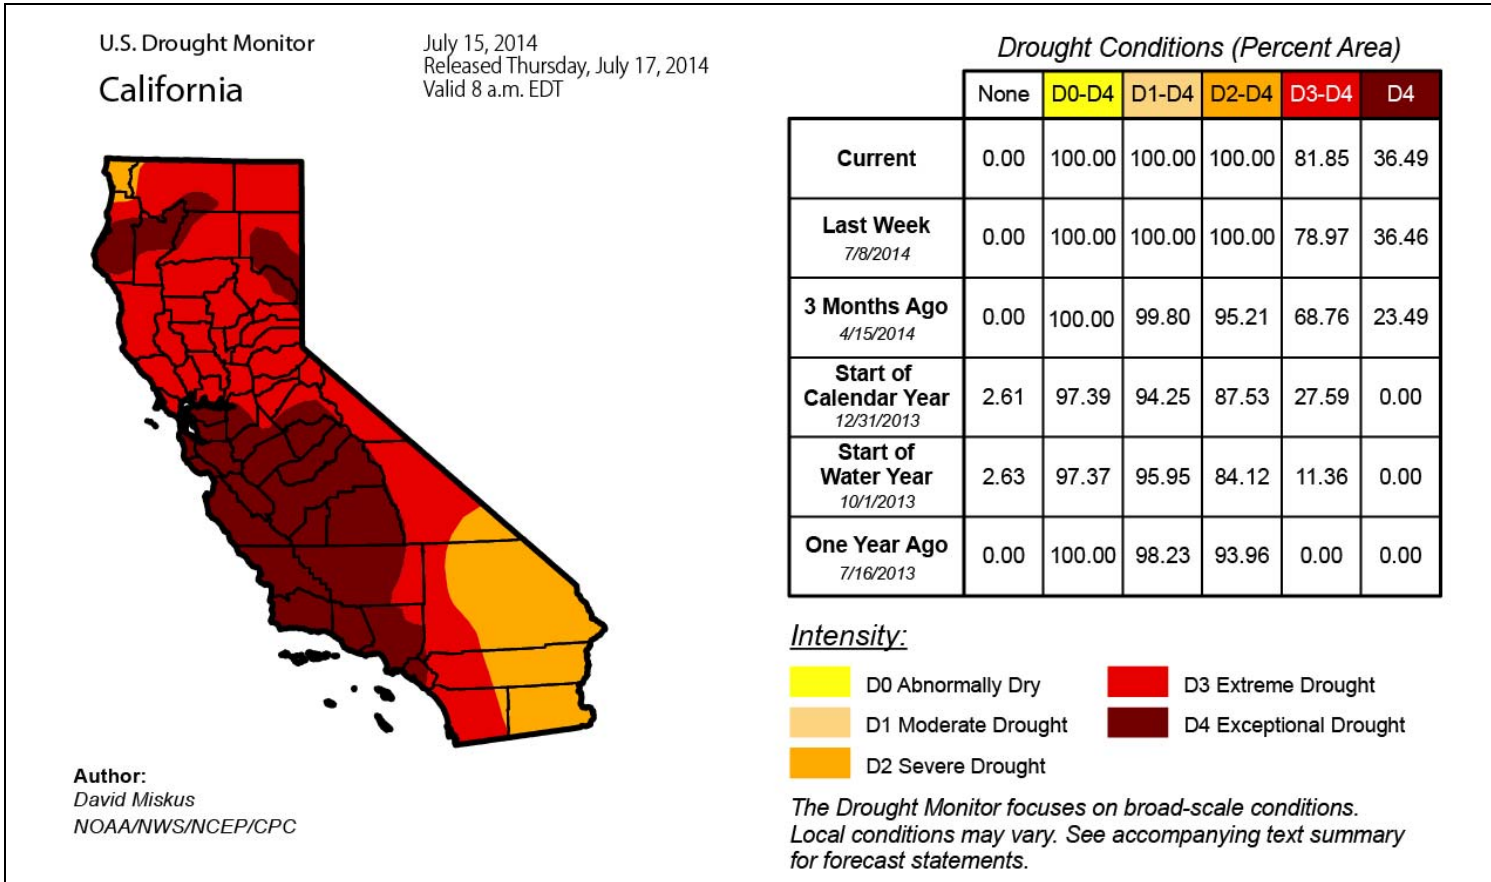 U.S. Drought Monitor
California
July 15, 2014
Released Thursday, July 17, 2014
Valid 8 a.m. EDT
Drought Conditions (Percent Area)
None D0-D4 D1-D4 D2-D4 D3-D4 D4
Current 0.00 100.00 100.00 100.00 81.85 36.49
Last Week
7/8/2014
0.00 100.00 100.00 100.00 78.97 36.46
3 Months Ago
4/15/2014
0.00 100.00 99.80 95.21 68.76 23.49
Start of
Calendar Year
12/31/2013
2.61 97.39 94.25 87.53 27.59 0.00
Start of
Water Year
10/1/2013
2.63 97.37 95.95 84.12 11.36 0.00
One Year Ago
7/16/2013
0.00 100.00 98.23 93.96 0.00 0.00
Intensity:
D0 Abnormally Dry
D1 Moderate Drought
D2 Severe Drought
D3 Extreme Drought
D4 Exceptional Drought
The Drought Monitor focuses on broad-scale conditions.
Local conditions may vary. See accompanying text summary
for forecast statements.
Author:
David Miskus
NOAA/NWS/NCEP/CPC